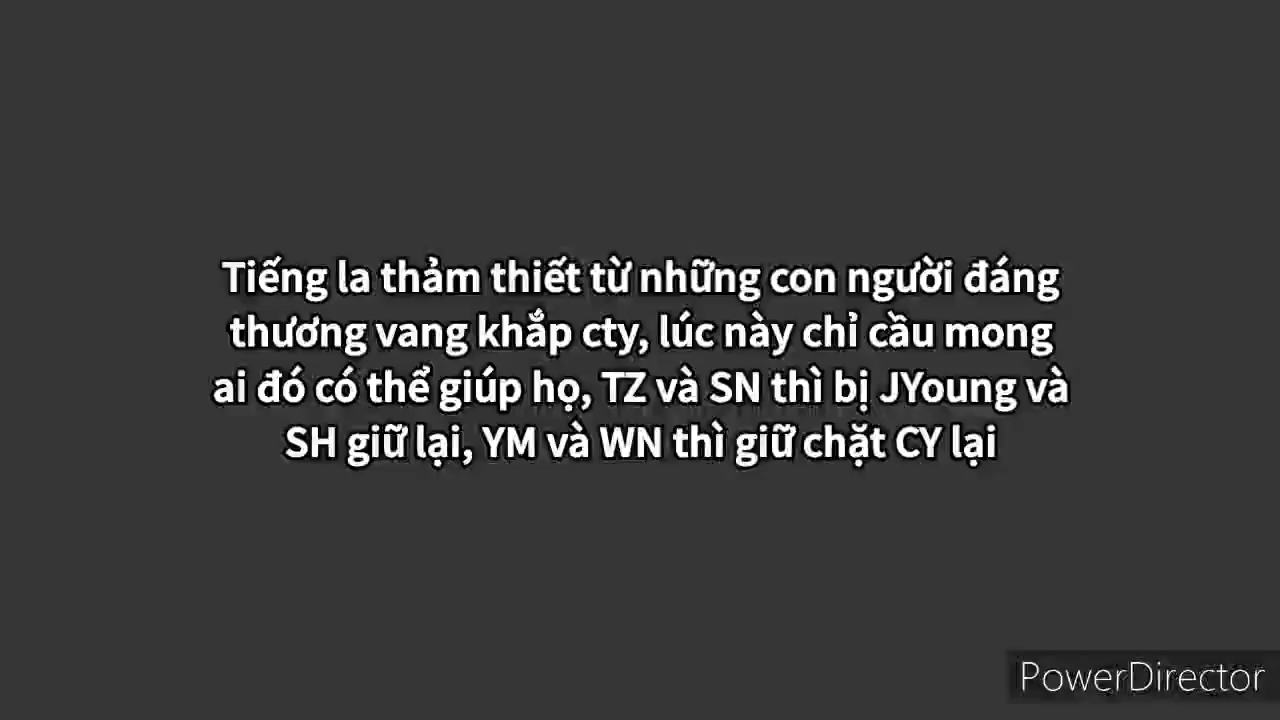 Tiếng la thảm thiết từ những con người đáng
thương vang khắp cty, lúc này chỉ cầu mong
ai đó có thể giúp họ, TZ và SN thì bị JYoung và
SH giữ lại, YM và WN thì giữ chặt CY lại
PowerDirector